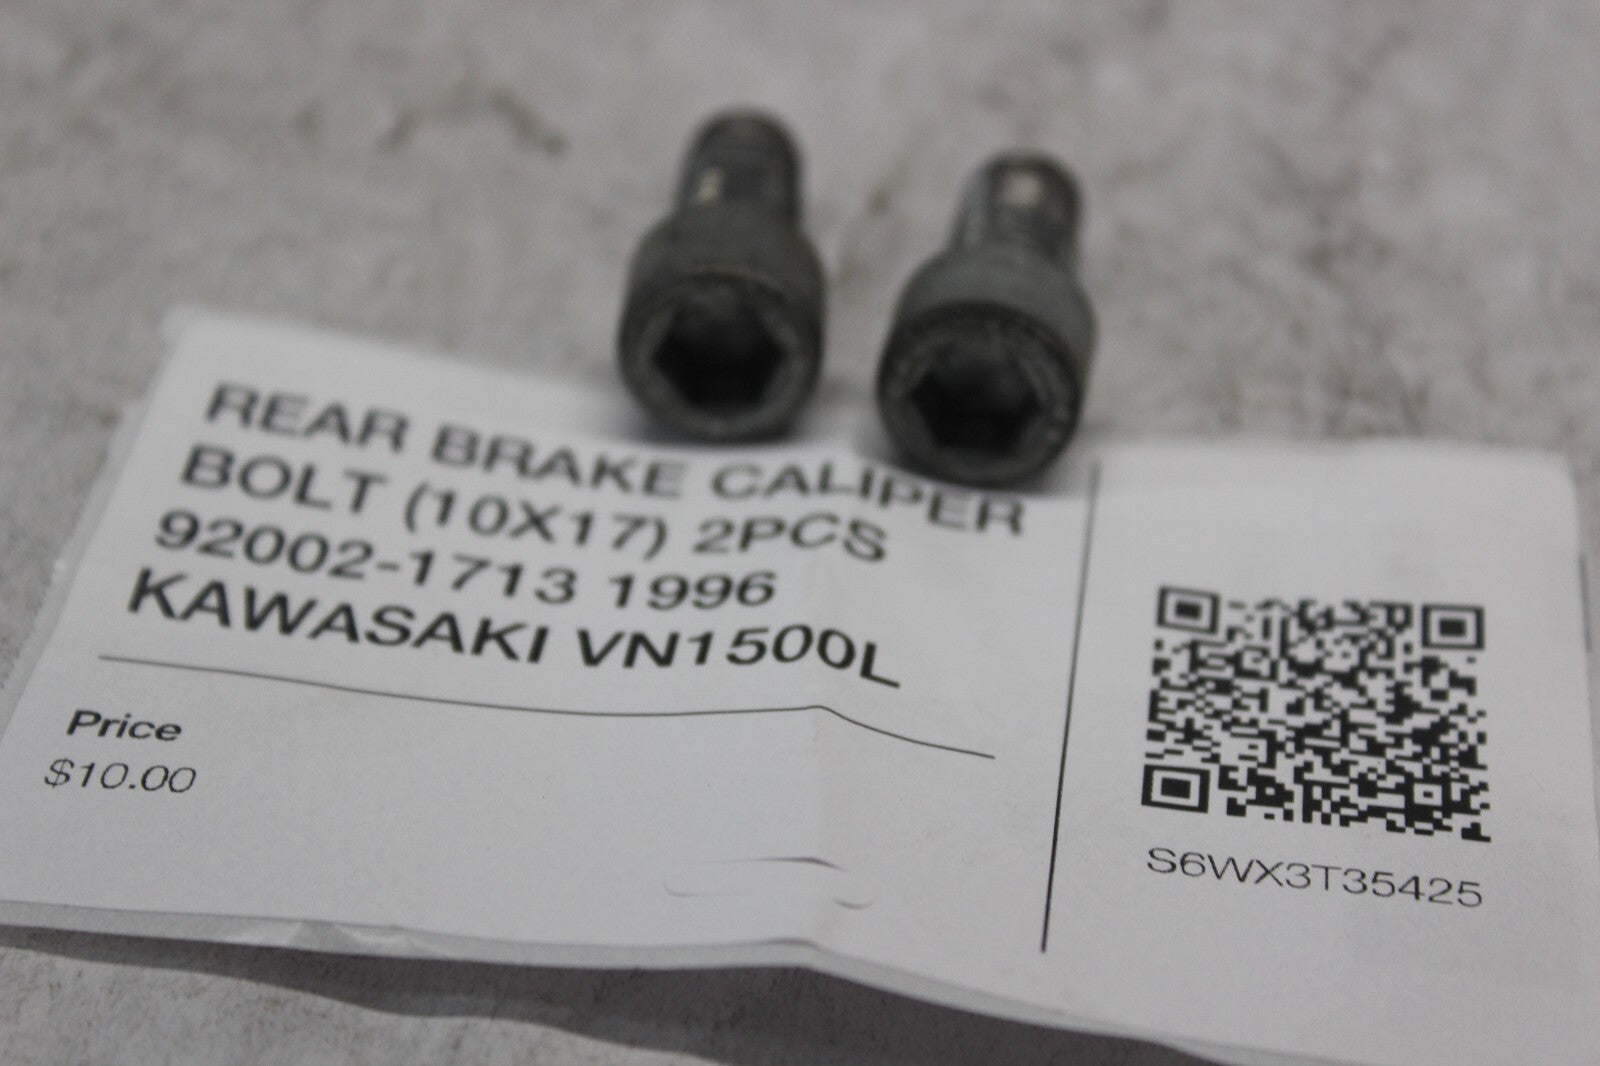 REAR BRAKE CALIPER
BOLT (10X17) 2PCS
92002-1713 1996
KAWASAKI VN1500L
Price
$10.00
S6WX3T35425